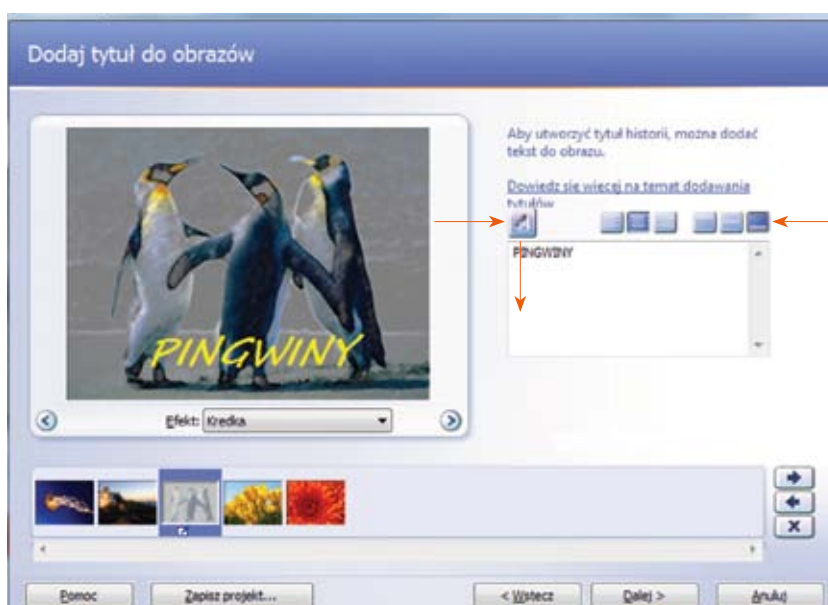 Dodaj tytuł do obrazów
Aby utworzyć tytuł historii, można dodać
tekst do obrazu.
Dowiedz się więcej na temat dodawania
tytułów
PINGWINY
PINGWINY
Efekt: Kredka
Pomoc
Zapisz projekt...
< Wstecz
Dalej >
Anuluj